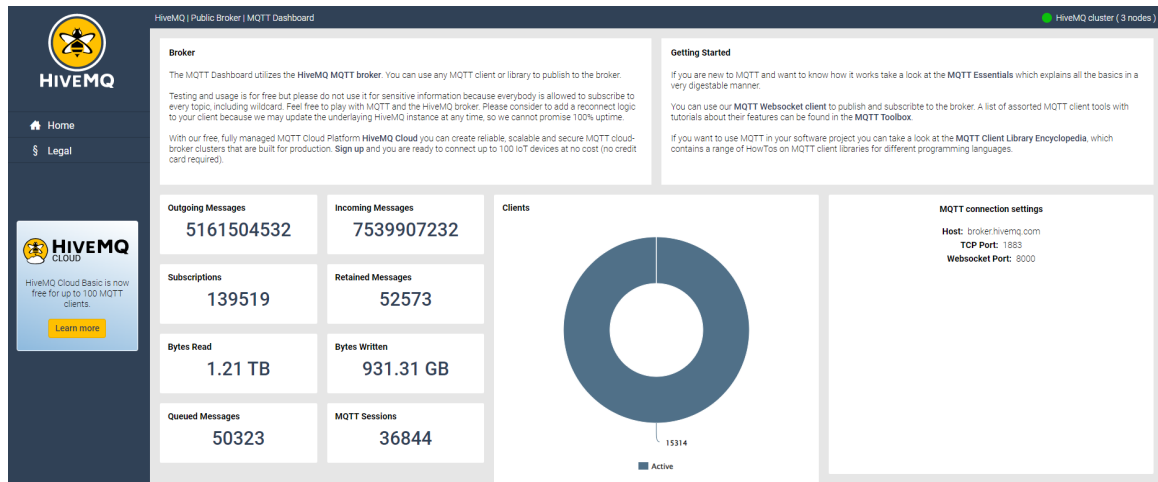 HIVEMQ
Home
§ Legal
HIVEMQ
CLOUD
HiveMQ Cloud Basic is now
free for up to 100 MQTT
clients.
Learn more
HiveMQ | Public Broker | MQTT Dashboard
HiveMQ cluster ( 3 nodes )
Broker
The MQTT Dashboard utilizes the HiveMQ MQTT broker. You can use any MQTT client or library to publish to the broker.
Testing and usage is for free but please do not use it for sensitive information because everybody is allowed to subscribe to
every topic, including wildcard. Feel free to play with MQTT and the HiveMQ broker. Please consider to add a reconnect logic
to your client because we may update the underlaying HiveMQ instance at any time, so we cannot promise 100% uptime.
With our free, fully managed MQTT Cloud Platform HiveMQ Cloud you can create reliable, scalable and secure MQTT cloud-
broker clusters that are built for production. Sign up and you are ready to connect up to 100 IoT devices at no cost (no credit
card required).
Getting Started
If you are new to MQTT and want to know how it works take a look at the MQTT Essentials which explains all the basics in a
very digestable manner.
You can use our MQTT Websocket client to publish and subscribte to the broker. A list of assorted MQTT client tools with
tutorials about their features can be found in the MQTT Toolbox.
If you want to use MQTT in your software project you can take a look at the MQTT Client Library Encyclopedia, which
contains a range of HowTos on MQTT client libraries for different programming languages.
Outgoing Messages
5161504532
Incoming Messages
7539907232
Subscriptions
139519
Retained Messages
52573
Bytes Read
1.21 TB
Bytes Written
931.31 GB
Queued Messages
50323
MQTT Sessions
36844
Clients
15314
Active
MQTT connection settings
Host: broker.hivemq.com
TCP Port: 1883
Websocket Port: 8000